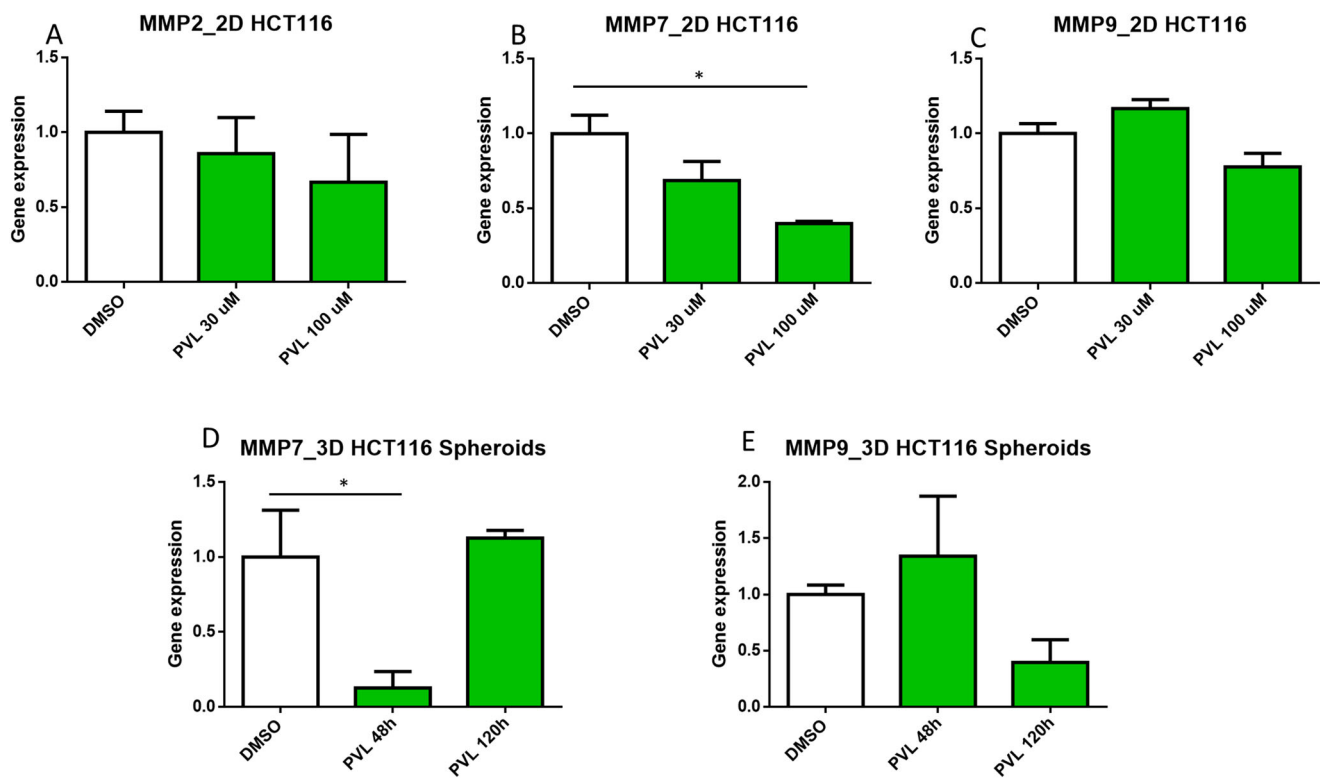 A
MMP2_2D HCT116
Gene expression
1.5
1.0
0.5
0.0
DMSO
PVL 30 uM
PVL 100 uM
B
MMP7_2D HCT116
Gene expression
1.5
1.0
0.5
0.0
*
DMSO
PVL 30 uM
PVL 100 uM
C
MMP9_2D HCT116
Gene expression
1.5
1.0
0.5
0.0
DMSO
PVL 30 uM
PVL 100 uM
D
MMP7_3D HCT116 Spheroids
Gene expression
1.5
1.0
0.5
0.0
*
DMSO
PVL 48h
PVL 120h
E
MMP9_3D HCT116 Spheroids
Gene expression
2.0
1.5
1.0
0.5
0.0
DMSO
PVL 48h
PVL 120h